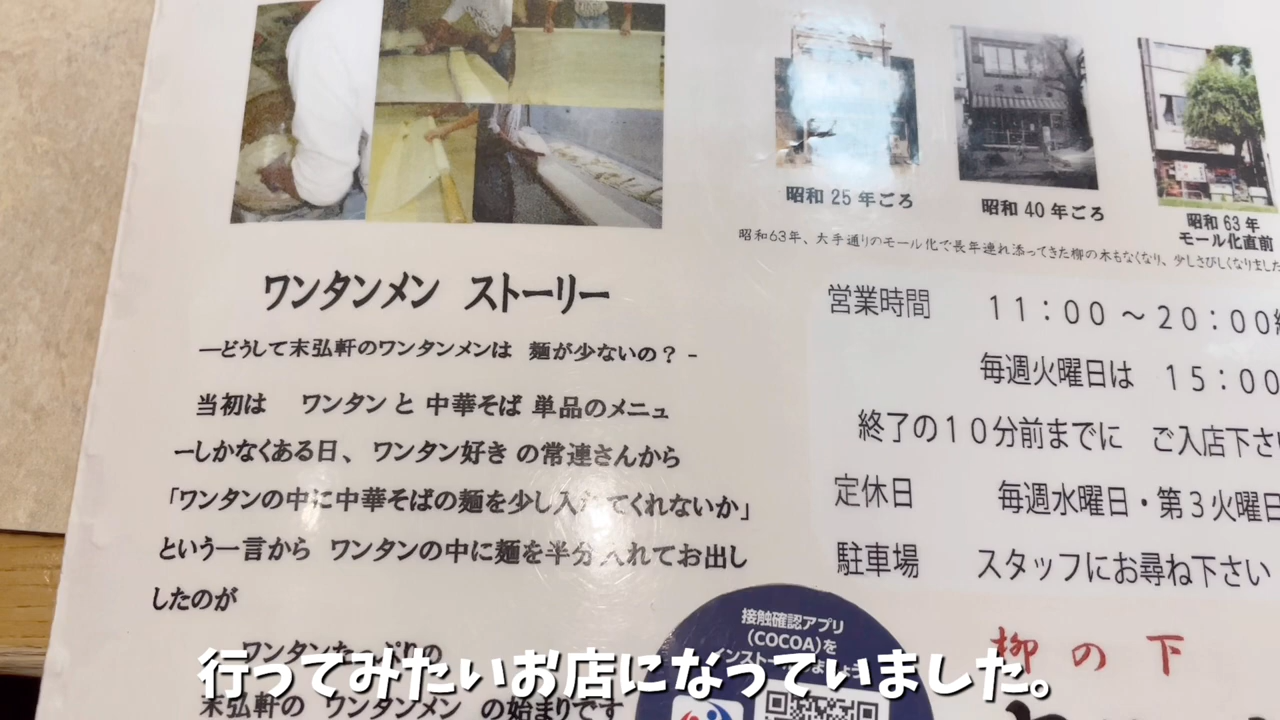 昭和25年ごろ
昭和40年ごろ
昭和63年
モール化直前
昭和63年、大手通りのモール化で長年連れ添ってきた柳の木もなくなり、少しさびしくなりました
ワンタンメン ストーリー
―どうして末弘軒のワンタンメンは 麺が少ないの？-
当初は ワンタンと中華そば 単品のメニュ
ーしかなくある日、ワンタン好きの常連さんから
「ワンタンの中に中華そばの麺を少し入れてくれないか」
という一言から ワンタンの中に麺を半分入れてお出し
したのが
ワンタンたっぷりの
末弘軒の ワンタンメン の始まりです
営業時間 11：00～20：00
毎週火曜日は 15：00
終了の10分前までに ご入店下さ
定休日 毎週水曜日・第3火曜日
駐車場 スタッフにお尋ね下さい
接触確認アプリ
(COCOA)を
柳の下
行ってみたいお店になっていました。